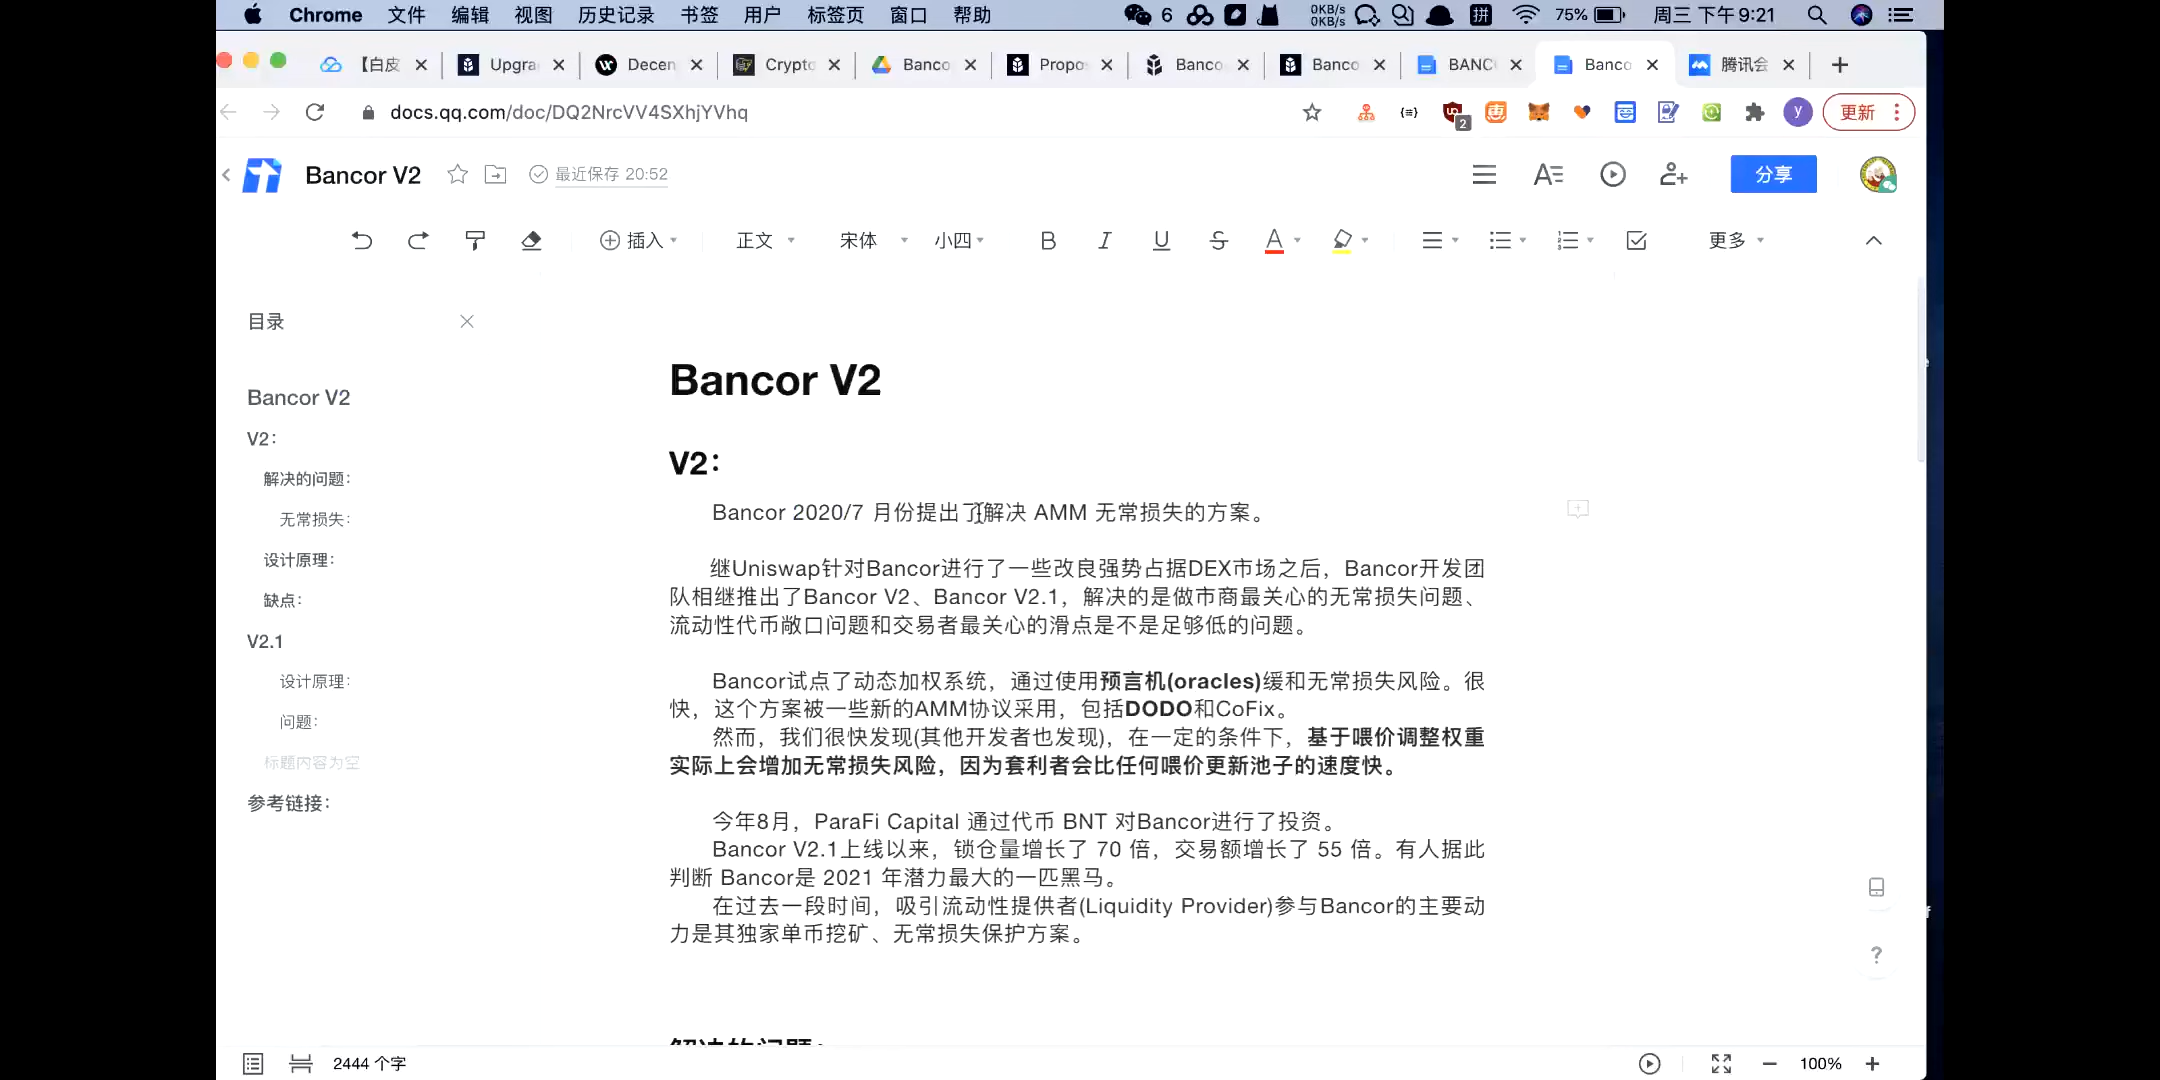 Chrome 文件 编辑 视图 历史记录 书签 用户 标签页 窗口 帮助 6 0KB/s 0KB/s 拼 75% 周三 下午9:21
【白皮 Upgra Decen Crypto Banco Propo Banco Banco BANC Banco 腾讯会
docs.qq.com/doc/DQ2NrcVV4SXhjYVhq 2 y 更新
Bancor V2 最近保存 20:52 分享
插入 正文 宋体 小四 B I U S A 更多
目录
Bancor V2
V2：
解决的问题：
无常损失：
设计原理：
缺点：
V2.1
设计原理：
问题：
标题内容为空
参考链接：
Bancor V2
V2：
Bancor 2020/7 月份提出了解决 AMM 无常损失的方案。
继Uniswap针对Bancor进行了一些改良强势占据DEX市场之后，Bancor开发团
队相继推出了Bancor V2、Bancor V2.1，解决的是做市商最关心的无常损失问题、
流动性代币敞口问题和交易者最关心的滑点是不是足够低的问题。
Bancor试点了动态加权系统，通过使用预言机(oracles)缓和无常损失风险。很
快，这个方案被一些新的AMM协议采用，包括DODO和CoFix。
然而，我们很快发现(其他开发者也发现)，在一定的条件下，基于喂价调整权重
实际上会增加无常损失风险，因为套利者会比任何喂价更新池子的速度快。
今年8月，ParaFi Capital 通过代币 BNT 对Bancor进行了投资。
Bancor V2.1上线以来，锁仓量增长了 70 倍，交易额增长了 55 倍。有人据此
判断 Bancor是 2021 年潜力最大的一匹黑马。
在过去一段时间，吸引流动性提供者(Liquidity Provider)参与Bancor的主要动
力是其独家单币挖矿、无常损失保护方案。
解决的问题：
2444 个字 100%